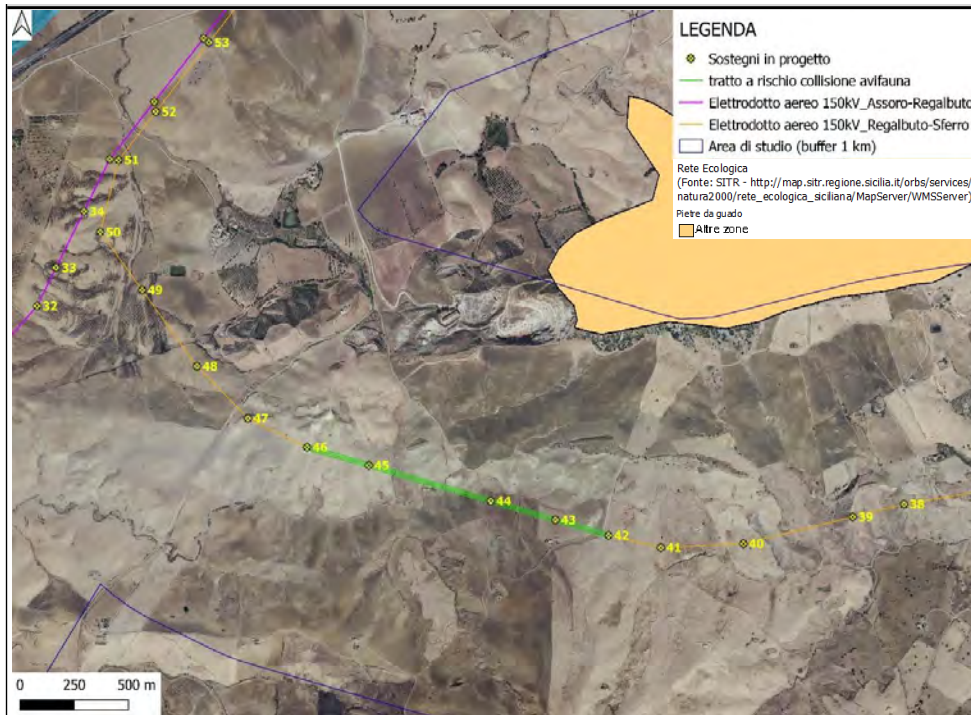 LEGENDA
Sostegni in progetto
tratto a rischio collisione avifauna
Elettrodotto aereo 150kV_Assoro-Regalbuto
Elettrodotto aereo 150kV_Regalbuto-Sferro
Area di studio (buffer 1 km)
Rete Ecologica
(Fonte: SITR - http://map.sitr.regione.sicilia.it/orbs/services/
natura2000/rete_ecologica_siciliana/MapServer/WMSServer)
Pietre da guado
Altre zone
53
52
51
34
50
33
49
32
48
47
46
45
44
43
42
41
40
39
38
0 250 500 m